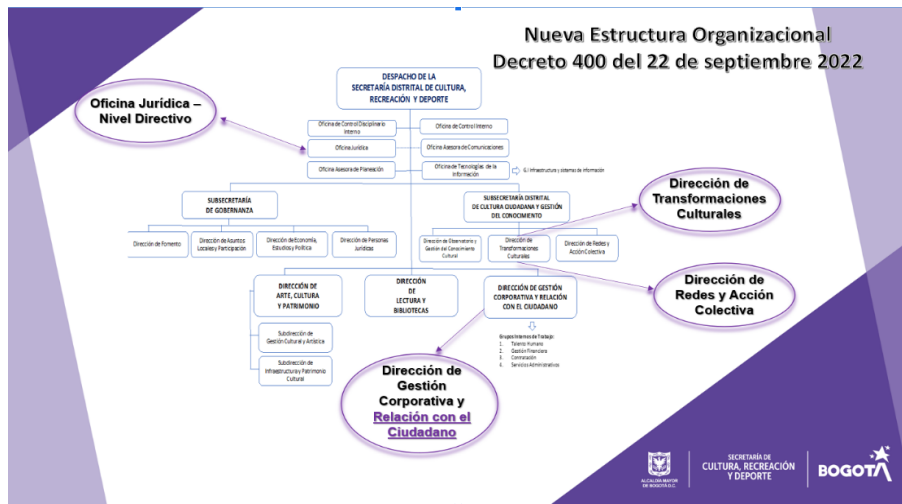 Nueva Estructura Organizacional
Decreto 400 del 22 de septiembre 2022
Oficina Jurídica –
Nivel Directivo
DESPACHO DE LA
SECRETARÍA DISTRITAL DE CULTURA,
RECREACIÓN Y DEPORTE
Oficina de Control Disciplinario
Interno
Oficina de Control Interno
Oficina Jurídica
Oficina Asesora de Comunicaciones
Oficina Asesora de Planeación
Oficina de Tecnologías de la
Información
G.I Infraestructura y sistemas de información
SUBSECRETARÍA
DE GOBERNANZA
SUBSECRETARÍA DISTRITAL
DE CULTURA CIUDADANA Y GESTIÓN
DEL CONOCIMIENTO
Dirección de
Transformaciones
Culturales
Dirección de Fomento
Dirección de Asuntos
Locales y Participación
Dirección de Economía,
Estudios y Política
Dirección de Personas
Jurídicas
Dirección de Observatorio y
Gestión del Conocimiento
Cultural
Dirección de
Transformaciones
Culturales
Dirección de Redes y
Acción Colectiva
Dirección de
Redes y Acción
Colectiva
DIRECCIÓN DE
ARTE, CULTURA
Y PATRIMONIO
DIRECCIÓN
DE
LECTURA Y
BIBLIOTECAS
DIRECCIÓN DE GESTIÓN
CORPORATIVA Y RELACIÓN
CON EL CIUDADANO
Subdirección de
Gestión Cultural y Artística
Subdirección de
Infraestructura y Patrimonio
Cultural
Grupos Internos de Trabajo:
1. Talento Humano
2. Gestión Financiera
3. Contratación
4. Servicios Administrativos
Dirección de
Gestión
Corporativa y
Relación con el
Ciudadano
ALCALDÍA MAYOR
DE BOGOTÁ D.C.
SECRETARÍA DE
CULTURA, RECREACIÓN
Y DEPORTE
BOGOTÁ